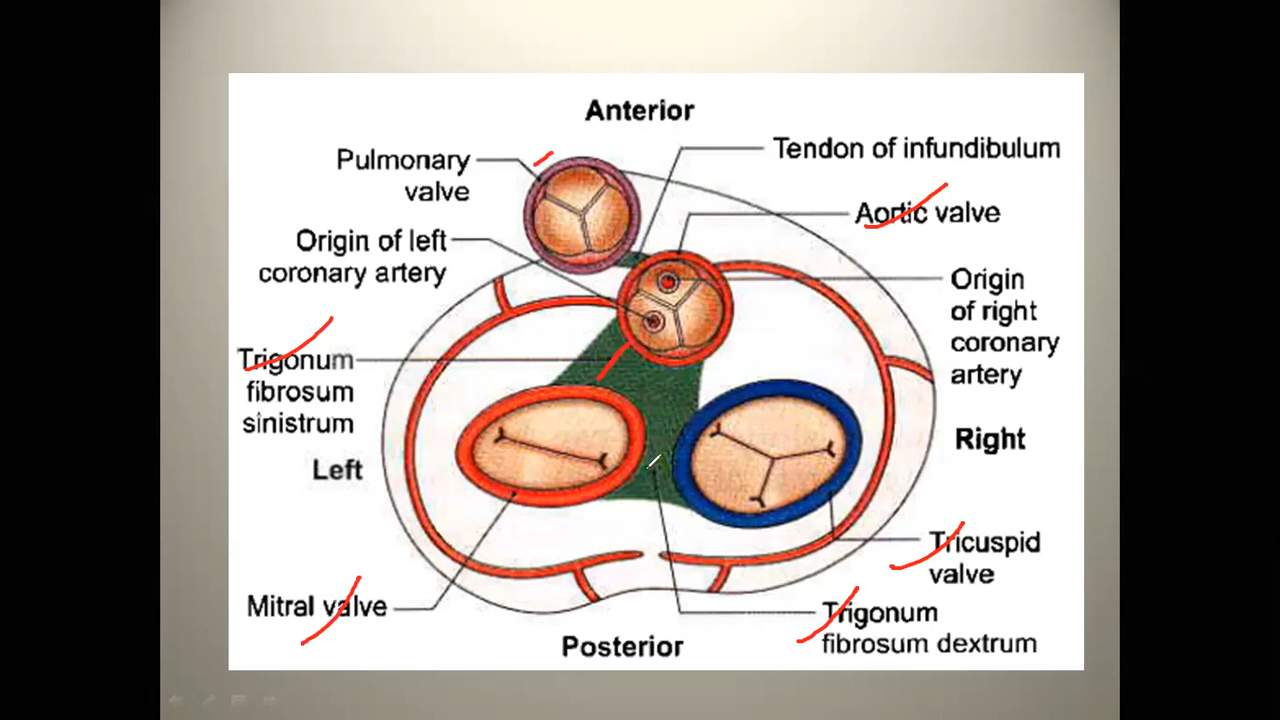 Anterior
Pulmonary
valve
Tendon of infundibulum
Aortic valve
Origin of left
coronary artery
Origin
of right
coronary
artery
Trigonum
fibrosum
sinistrum
Left
Right
Tricuspid
valve
Mitral valve
Trigonum
fibrosum dextrum
Posterior